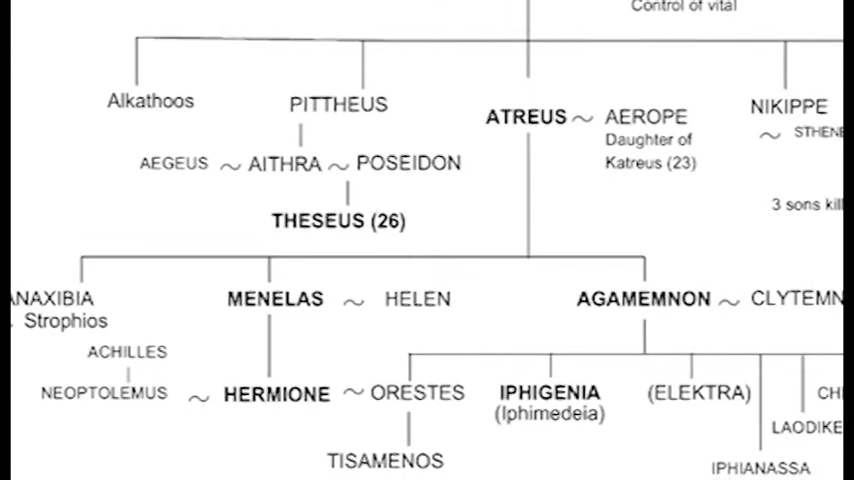 Control of vital
Alkathoos
PITTHEUS
ATREUS ~ AEROPE
Daughter of
Katreus (23)
NIKIPPE
~
AEGEUS ~ AITHRA ~ POSEIDON
3 sons
THESEUS (26)
MENELAS ~ HELEN
AGAMEMNON ~
Strophios
ACHILLES
NEOPTOLEMUS ~ HERMIONE ~ ORESTES
IPHIGENIA
(Iphimedeia)
(ELEKTRA)
LAODIKE
TISAMENOS
IPHIANASSA